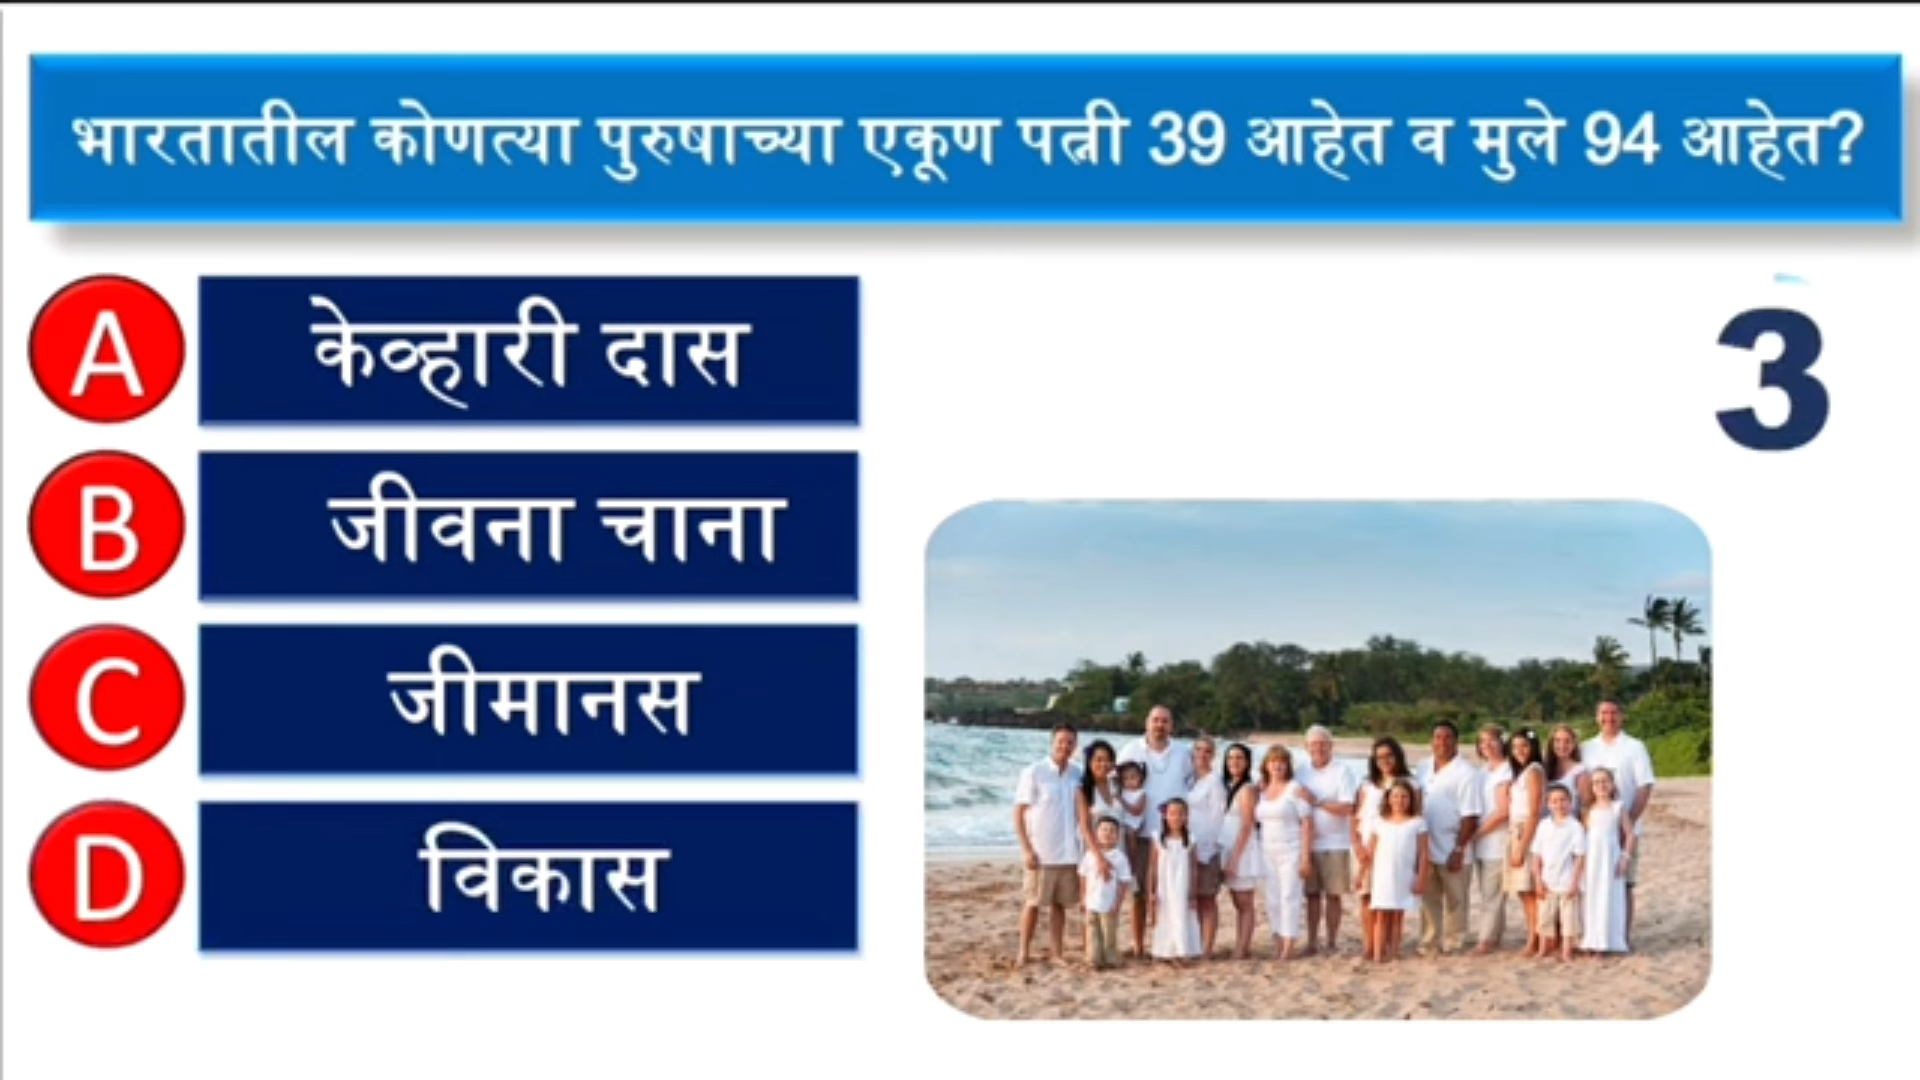 भारतातील कोणत्या पुरुषाच्या एकूण पत्नी 39 आहेत व मुले 94 आहेत?
A केव्हारी दास
3
B जीवना चाना
C जीमानस
D विकास